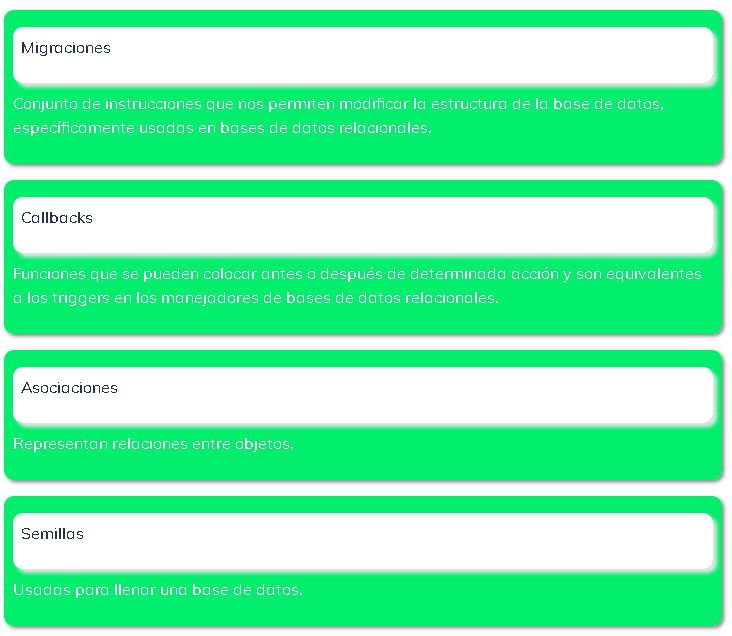 Migraciones
Conjunto de instrucciones que nos permiten modificar la estructura de la base de datos,
específicamente usadas en bases de datos relacionales.
Callbacks
Funciones que se pueden colocar antes o después de determinada acción y son equivalentes
a los triggers en los manejadores de bases de datos relacionales.
Asociaciones
Representan relaciones entre objetos.
Semillas
Usadas para llenar una base de datos.